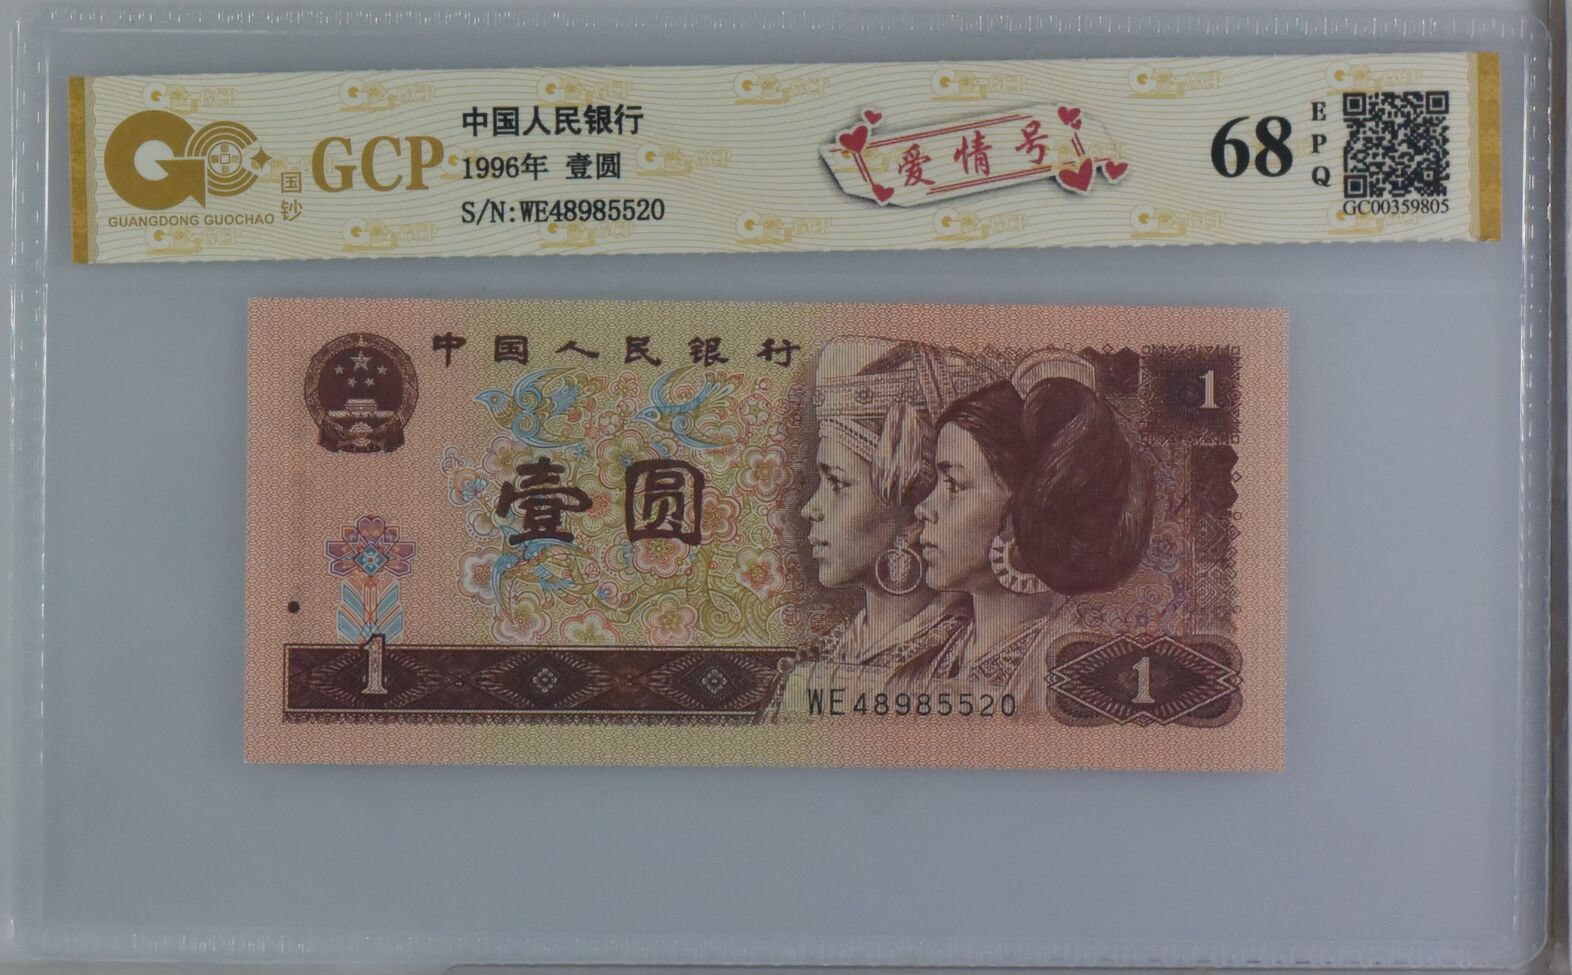 GCP
国钞
GUANGDONG GUOCHAO
中国人民银行
1996年 壹圆
S/N:WE48985520
爱情号
68
EPQ
GC00359805
中国人民银行
1
壹圆
1
WE48985520
1